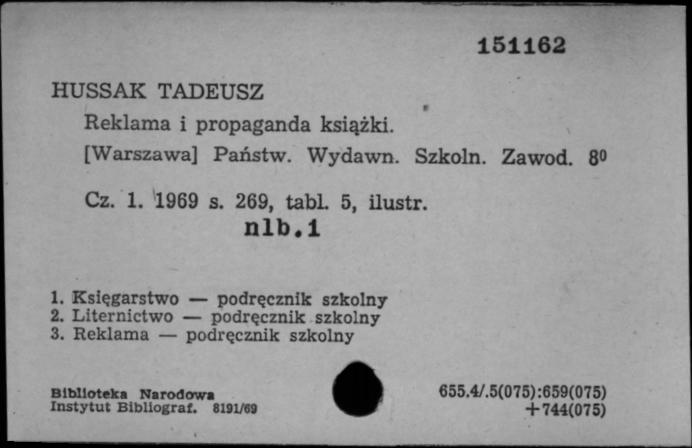 151162
HUSSAK TADEUSZ
Reklama i propaganda książki.
[Warszawa] Państw. Wydawn. Szkoln. Zawod. 8⁰
Cz. 1. 1969 s. 269, tabl. 5, ilustr.
nlb.1
1. Księgarstwo — podręcznik szkolny
2. Liternictwo — podręcznik szkolny
3. Reklama — podręcznik szkolny
Biblioteka Narodowa 655.4/.5(075):659(075)
Instytut Bibliograf. 8191/69 +744(075)